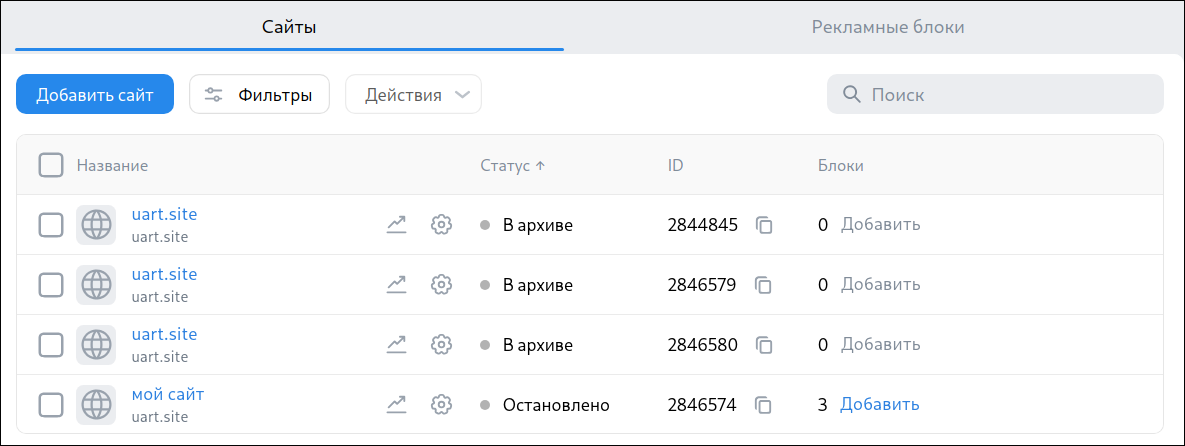 Сайты Рекламные блоки
Добавить сайт Фильтры Действия Поиск
Название Статус ↑ ID Блоки
uart.site
uart.site В архиве 2844845 0 Добавить
uart.site
uart.site В архиве 2846579 0 Добавить
uart.site
uart.site В архиве 2846580 0 Добавить
мой сайт
uart.site Остановлено 2846574 3 Добавить